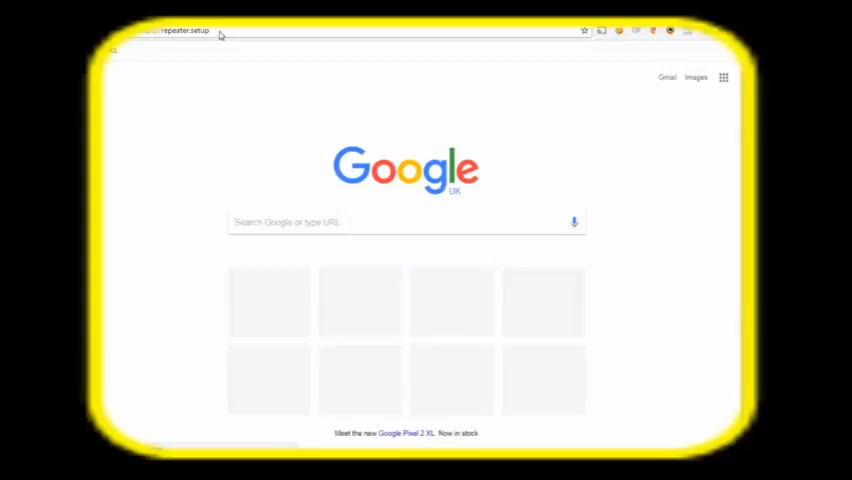 repeater.setup
Gmail Images
Google
UK
Search Google or type URL
Meet the new Google Pixel 2 XL. Now in stock